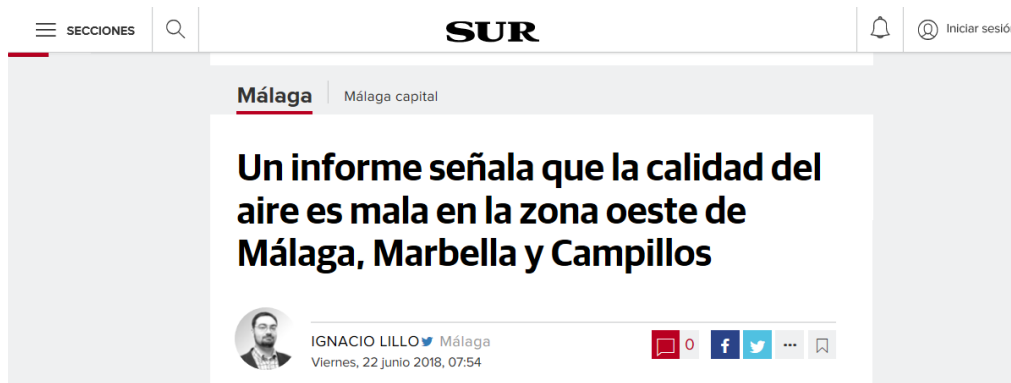 SECCIONES
SUR
Iniciar sesió
Málaga
Málaga capital
Un informe señala que la calidad del
aire es mala en la zona oeste de
Málaga, Marbella y Campillos
IGNACIO LILLO Málaga
Viernes, 22 junio 2018, 07:54
0